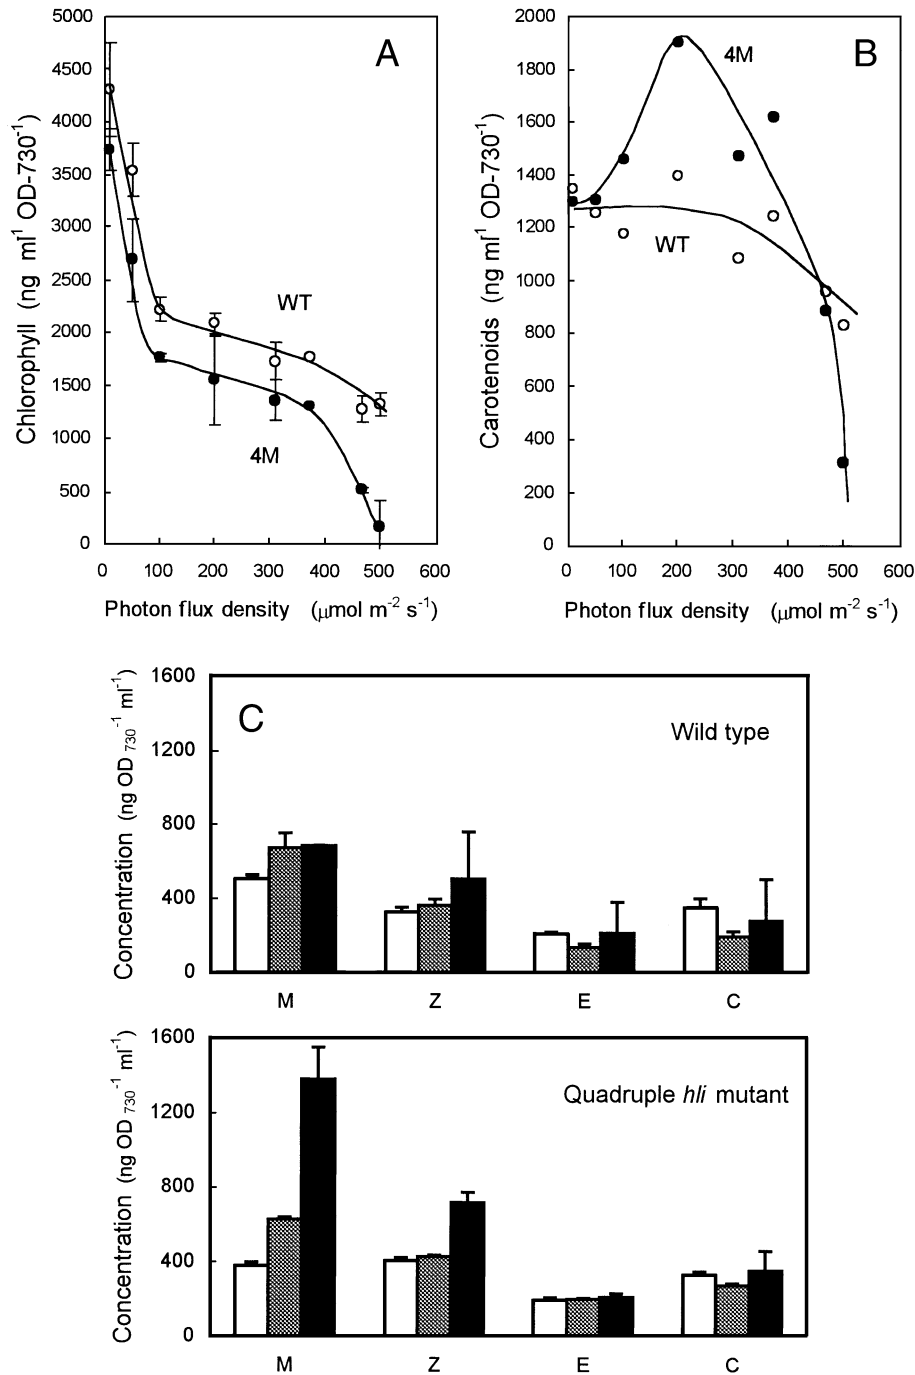 A
Chlorophyll (ng ml¹ OD-730⁻¹)
5000
4500
4000
3500
3000
2500
2000
1500
1000
500
0
WT
4M
0 100 200 300 400 500 600
Photon flux density (μmol m⁻² s⁻¹)
B
Carotenoids (ng ml¹ OD-730⁻¹)
2000
1800
1600
1400
1200
1000
800
600
400
200
0
4M
WT
0 100 200 300 400 500 600
Photon flux density (μmol m⁻² s⁻¹)
C
Wild type
Concentration (ng OD 730⁻¹ ml⁻¹)
1600
1200
800
400
0
M Z E C
Quadruple hli mutant
Concentration (ng OD 730⁻¹ ml⁻¹)
1600
1200
800
400
0
M Z E C